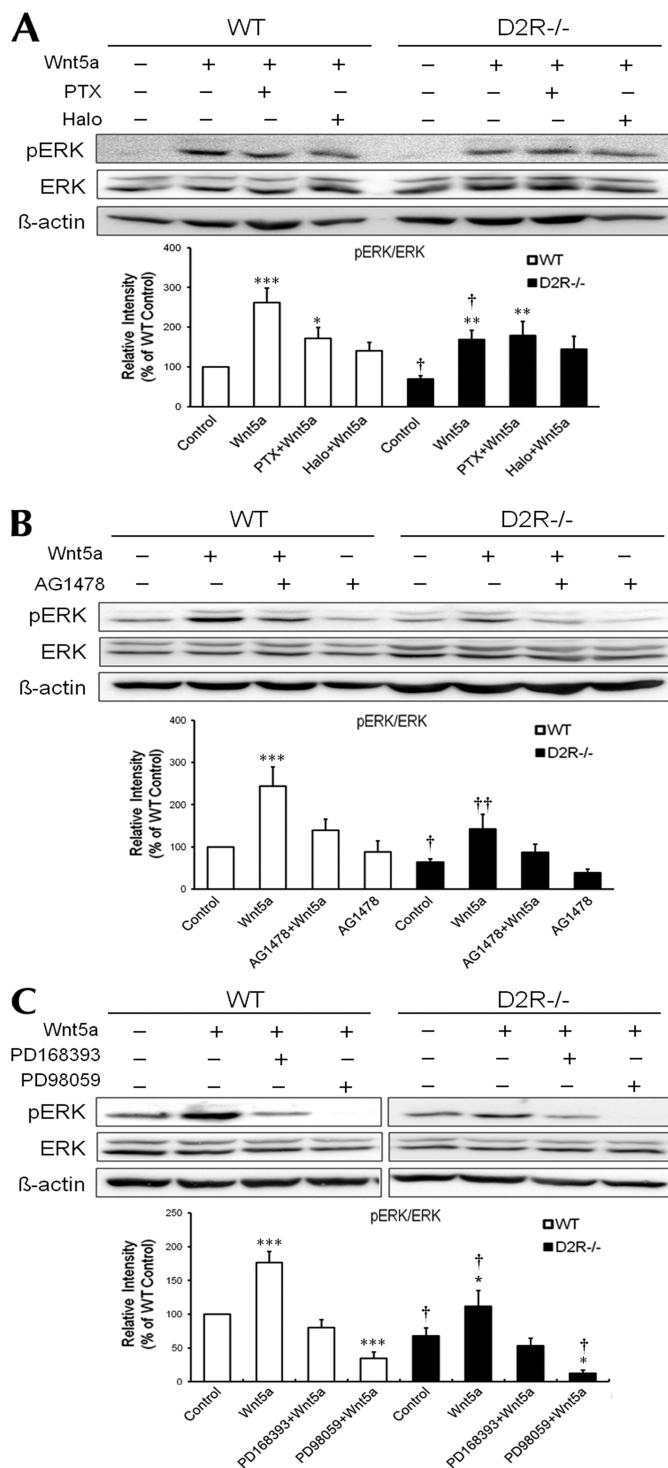 A
WT D2R-/-
Wnt5a – + + + – + + +
PTX – – + – – – + –
Halo – – – + – – – +
pERK
ERK
ß-actin
pERK/ERK
Relative Intensity
(% of WT Control)
400
300
200
100
0
WT
D2R-/-
*** * † † ** **
Control Wnt5a PTX+Wnt5a Halo+Wnt5a Control Wnt5a PTX+Wnt5a Halo+Wnt5a
B
WT D2R-/-
Wnt5a – + + – – + + –
AG1478 – – + + – – + +
pERK
ERK
ß-actin
pERK/ERK
Relative Intensity
(% of WT Control)
400
300
200
100
0
WT
D2R-/-
*** † ††
Control Wnt5a AG1478+Wnt5a AG1478 Control Wnt5a AG1478+Wnt5a AG1478
C
WT D2R-/-
Wnt5a – + + + – + + +
PD168393 – – + – – – + –
PD98059 – – – + – – – +
pERK
ERK
ß-actin
pERK/ERK
Relative Intensity
(% of WT Control)
250
200
150
100
50
0
WT
D2R-/-
*** *** † † * † *
Control Wnt5a PD168393+Wnt5a PD98059+Wnt5a Control Wnt5a PD168393+Wnt5a PD98059+Wnt5a